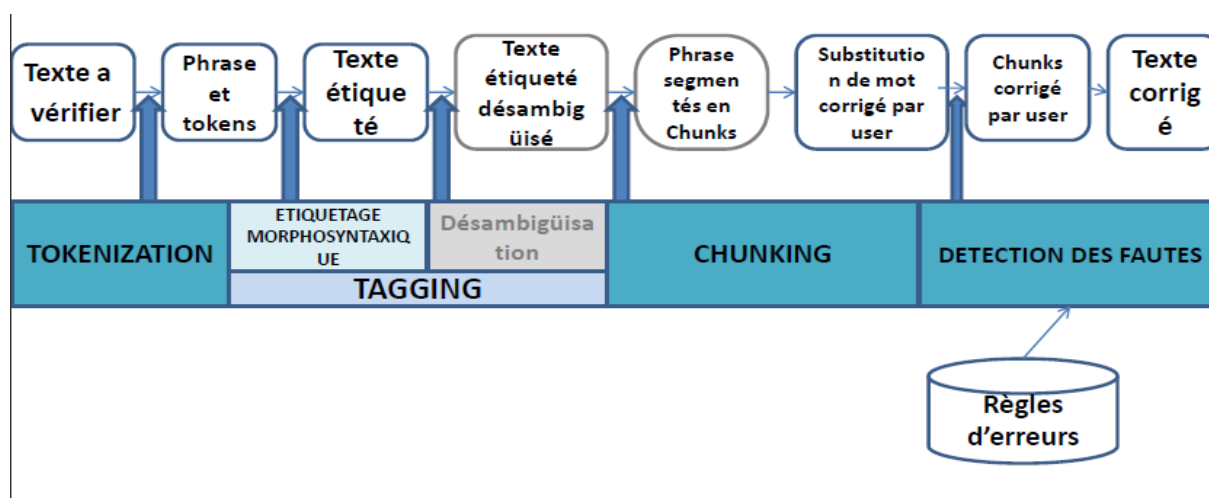 Texte a
vérifier
Phrase
et
tokens
Texte
étique
té
Texte
étiqueté
désambig
üisé
Phrase
segmen
tés en
Chunks
Substitutio
n de mot
corrigé par
user
Chunks
corrigé
par user
Texte
corrig
é
TOKENIZATION
ETIQUETAGE
MORPHOSYNTAXIQ
UE
Désambigüisa
tion
TAGGING
CHUNKING
DETECTION DES FAUTES
Règles
d’erreurs